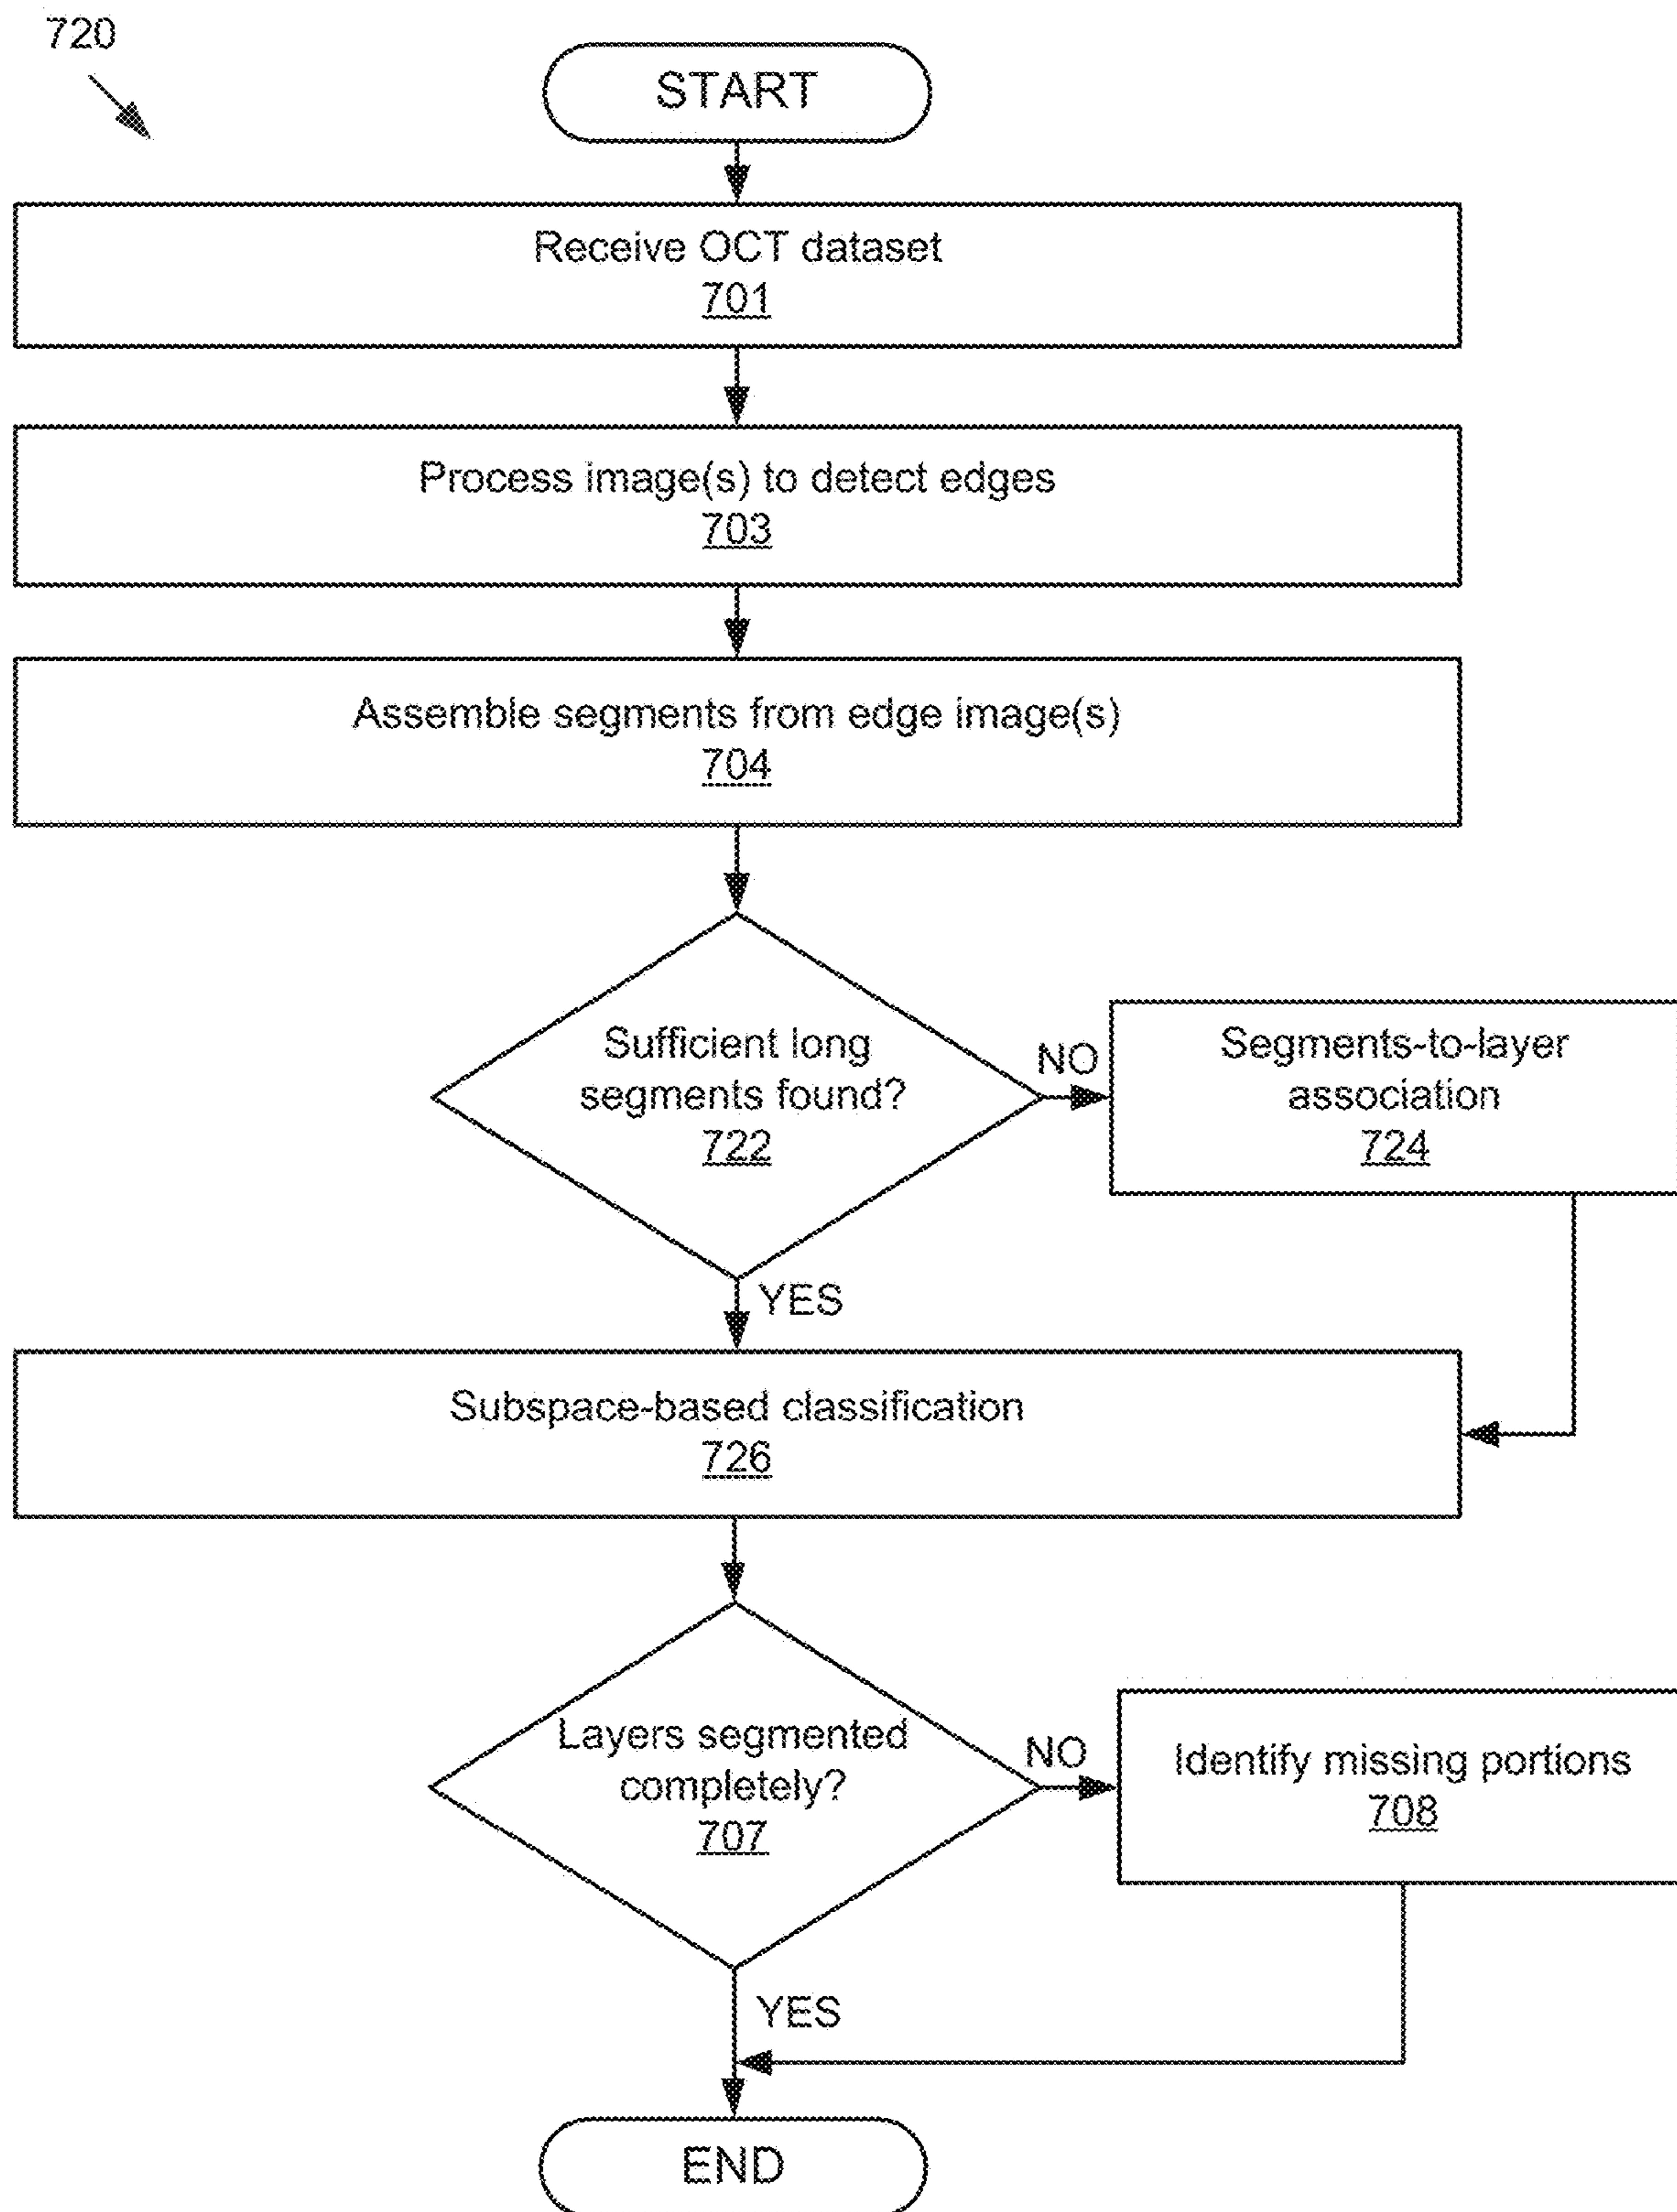 720
START
Receive OCT dataset
701
Process image(s) to detect edges
703
Assemble segments from edge image(s)
704
Sufficient long
segments found?
722
NO
Segments-to-layer
association
724
YES
Subspace-based classification
726
Layers segmented
completely?
707
NO
Identify missing portions
708
YES
END